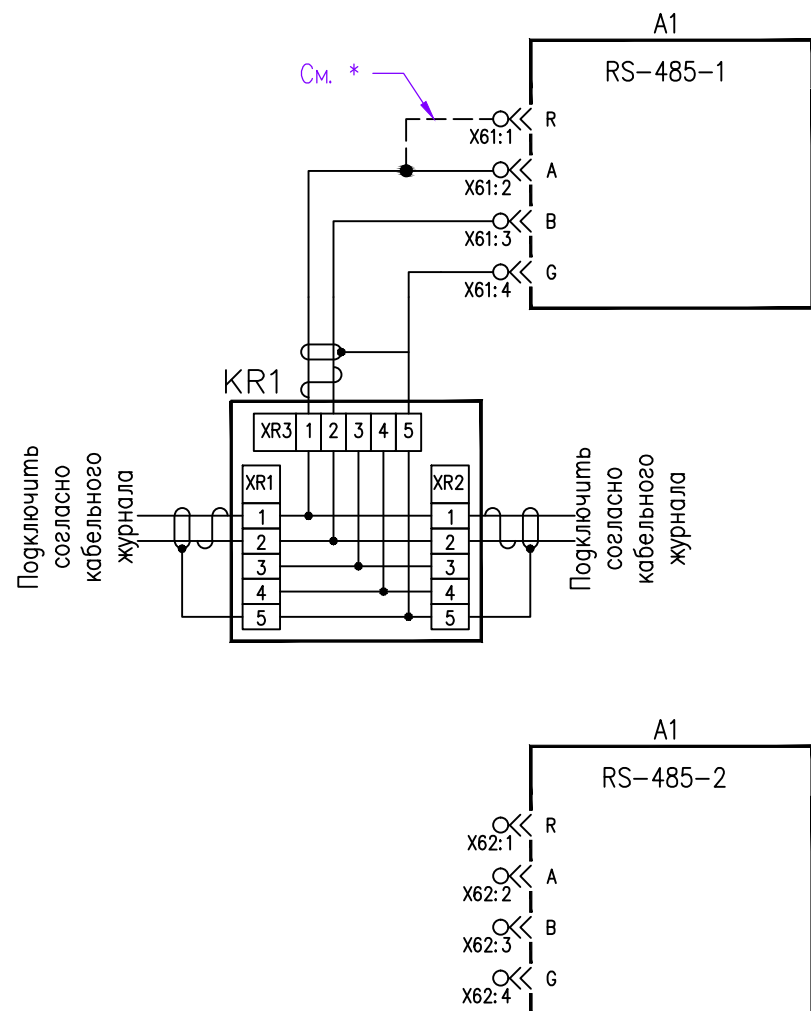 A1
RS-485-1
См. *
R
X61:1
A
X61:2
B
X61:3
G
X61:4
KR1
XR3 1 2 3 4 5
XR1
1
2
3
4
5
XR2
1
2
3
4
5
Подключить
согласно
кабельного
журнала
Подключить
согласно
кабельного
журнала
A1
RS-485-2
R
X62:1
A
X62:2
B
X62:3
G
X62:4